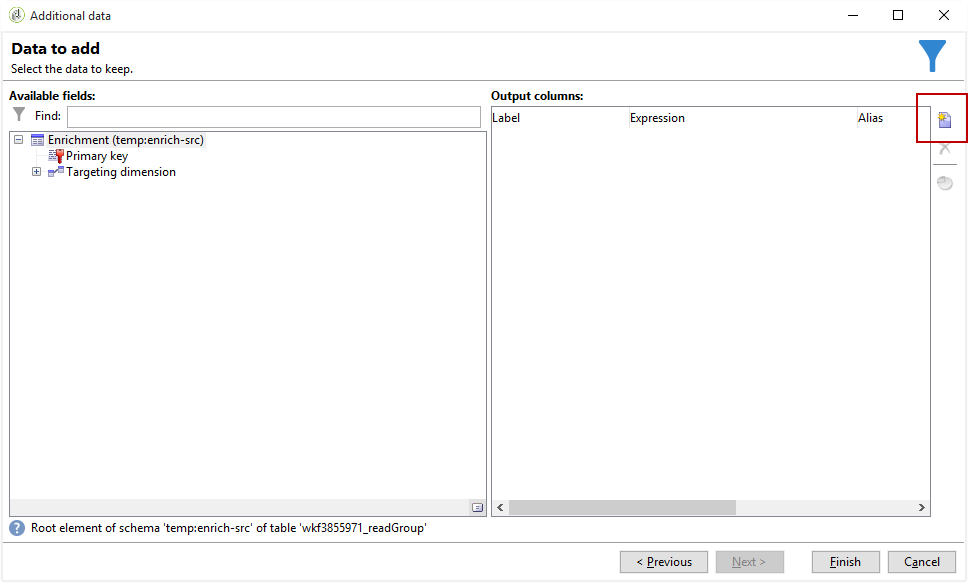 Additional data
Data to add
Select the data to keep.
Available fields:
Find:
Enrichment (temp:enrich-src)
Primary key
Targeting dimension
Output columns:
Label Expression Alias
Root element of schema 'temp:enrich-src' of table 'wkf3855971_readGroup'
< Previous Next > Finish Cancel